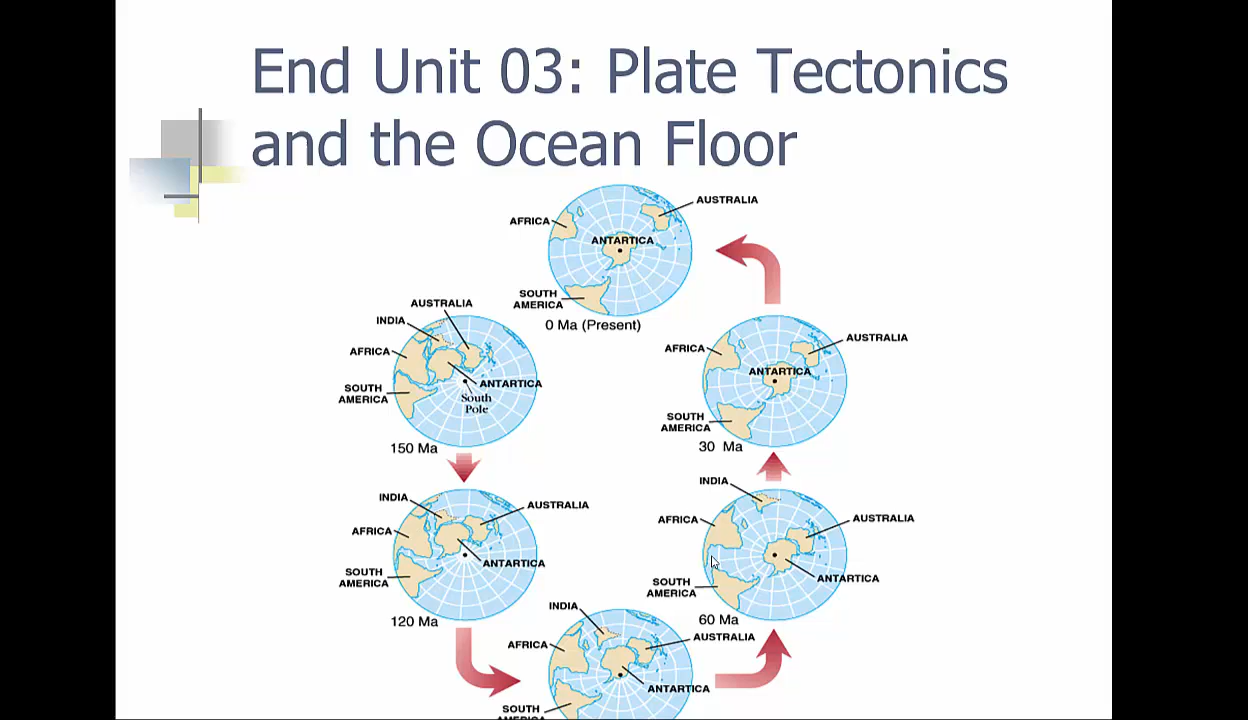 End Unit 03: Plate Tectonics
and the Ocean Floor
AUSTRALIA
AFRICA
ANTARTICA
SOUTH
AMERICA
0 Ma (Present)
AUSTRALIA
INDIA
AFRICA
ANTARTICA
SOUTH
AMERICA
South
Pole
150 Ma
AFRICA
AUSTRALIA
ANTARTICA
SOUTH
AMERICA
30 Ma
INDIA
AUSTRALIA
AFRICA
ANTARTICA
SOUTH
AMERICA
120 Ma
INDIA
AFRICA
AUSTRALIA
ANTARTICA
SOUTH
AMERICA
60 Ma
INDIA
AFRICA
AUSTRALIA
ANTARTICA
SOUTH
AMERICA